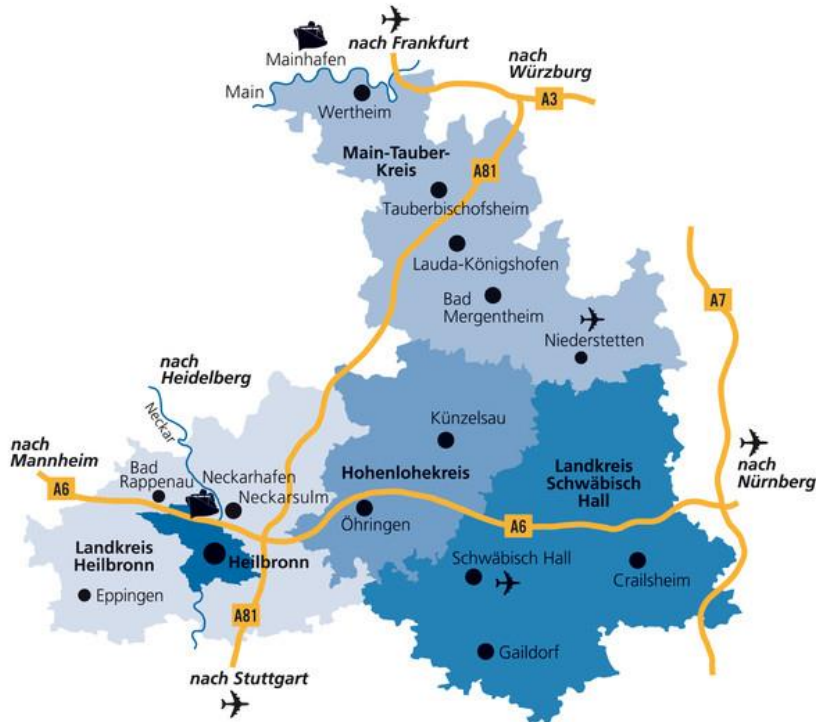 nach Frankfurt
Mainhafen
nach
Würzburg
Main
A3
Wertheim
Main-Tauber-
Kreis
A81
Tauberbischofsheim
Lauda-Königshofen
Bad
Mergentheim
A7
Niederstetten
nach
Heidelberg
Neckar
Künzelsau
nach
Mannheim
nach
Nürnberg
Bad
Rappenau
Neckarhafen
Neckarsulm
Hohenlohekreis
Landkreis
Schwäbisch
Hall
A6
Öhringen
A6
Landkreis
Heilbronn
Heilbronn
Schwäbisch Hall
Crailsheim
Eppingen
A81
Gaildorf
nach Stuttgart